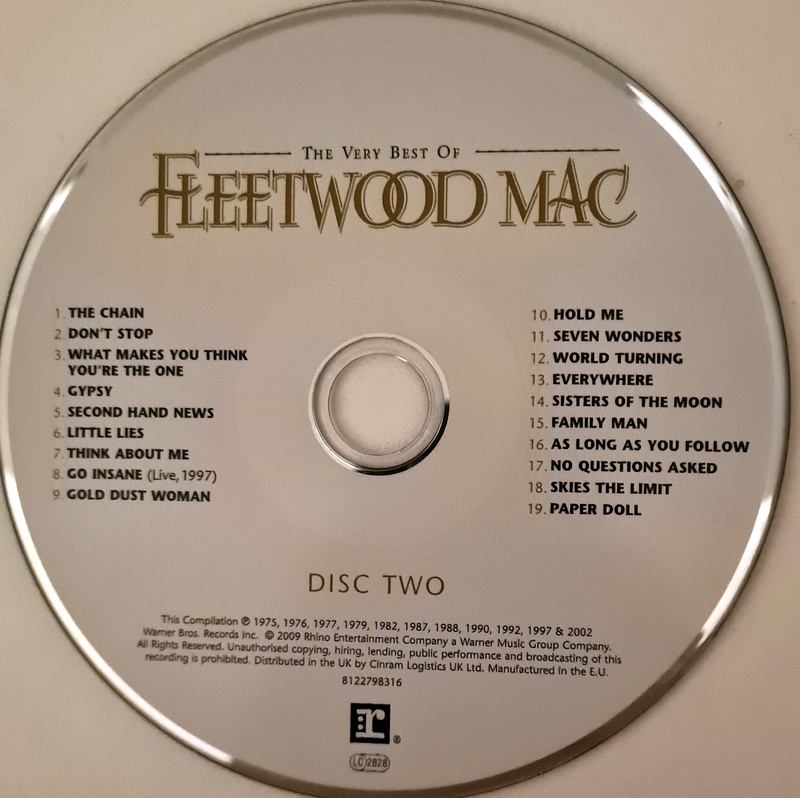 THE VERY BEST OF
FLEETWOOD MAC
1. THE CHAIN
2. DON'T STOP
3. WHAT MAKES YOU THINK
YOU'RE THE ONE
4. GYPSY
5. SECOND HAND NEWS
6. LITTLE LIES
7. THINK ABOUT ME
8. GO INSANE (Live, 1997)
9. GOLD DUST WOMAN
10. HOLD ME
11. SEVEN WONDERS
12. WORLD TURNING
13. EVERYWHERE
14. SISTERS OF THE MOON
15. FAMILY MAN
16. AS LONG AS YOU FOLLOW
17. NO QUESTIONS ASKED
18. SKIES THE LIMIT
19. PAPER DOLL
DISC TWO
This Compilation ℗ 1975, 1976, 1977, 1979, 1982, 1987, 1988, 1990, 1992, 1997 & 2002
Warner Bros. Records Inc. © 2009 Rhino Entertainment Company a Warner Music Group Company.
All Rights Reserved. Unauthorised copying, hiring, lending, public performance and broadcasting of this
recording is prohibited. Distributed in the UK by Cinram Logistics UK Ltd. Manufactured in the E.U.
8122798316
r ®
LC 2828